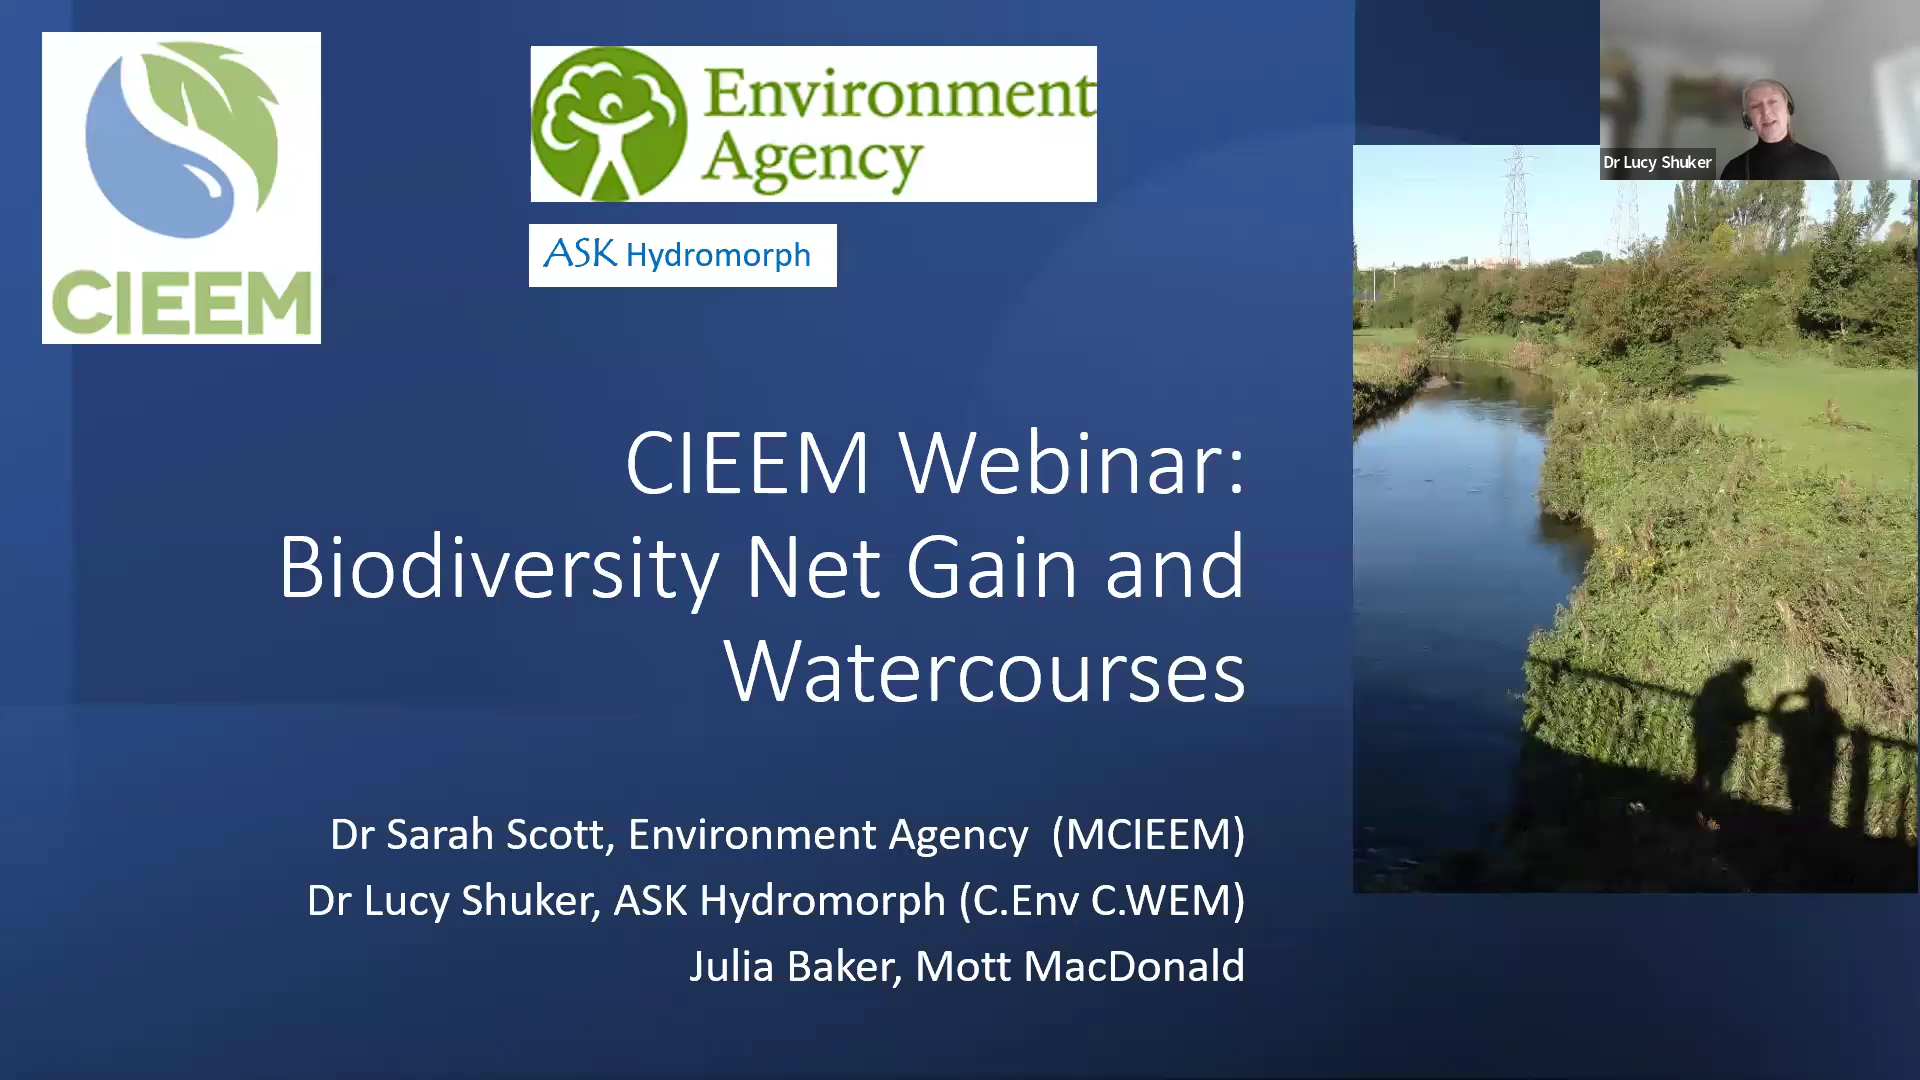 CIEEM
Environment
Agency
ASK Hydromorph
Dr Lucy Shuker
CIEEM Webinar:
Biodiversity Net Gain and
Watercourses
Dr Sarah Scott, Environment Agency (MCIEEM)
Dr Lucy Shuker, ASK Hydromorph (C.Env C.WEM)
Julia Baker, Mott MacDonald